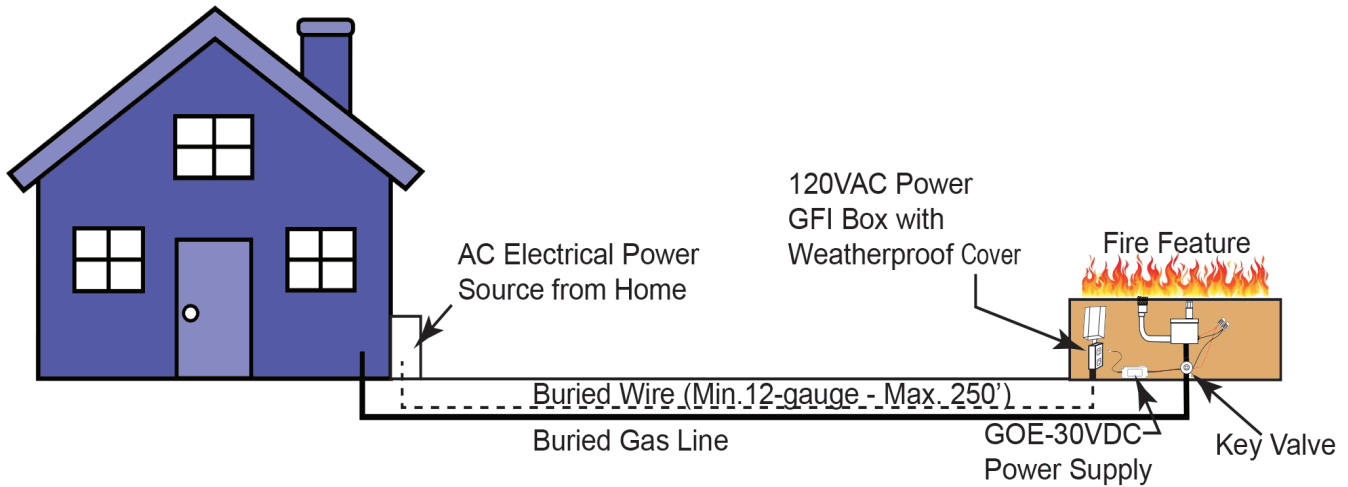 120VAC Power
GFI Box with
Weatherproof Cover
Fire Feature
AC Electrical Power
Source from Home
Buried Wire (Min.12-gauge - Max. 250’)
Buried Gas Line
GOE-30VDC
Power Supply
Key Valve